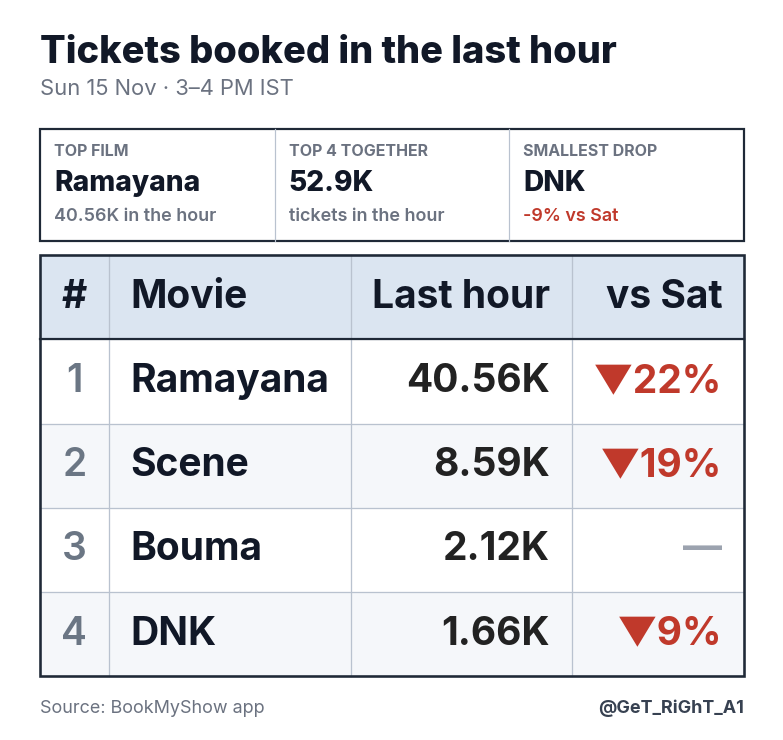 Tickets booked in the last hour
Sun 15 Nov · 3–4 PM IST
TOP FILM
Ramayana
40.56K in the hour
TOP 4 TOGETHER
52.9K
tickets in the hour
SMALLEST DROP
DNK
-9% vs Sat
# Movie Last hour vs Sat
1 Ramayana 40.56K ▼22%
2 Scene 8.59K ▼19%
3 Bouma 2.12K —
4 DNK 1.66K ▼9%
Source: BookMyShow app @GeT_RiGhT_A1